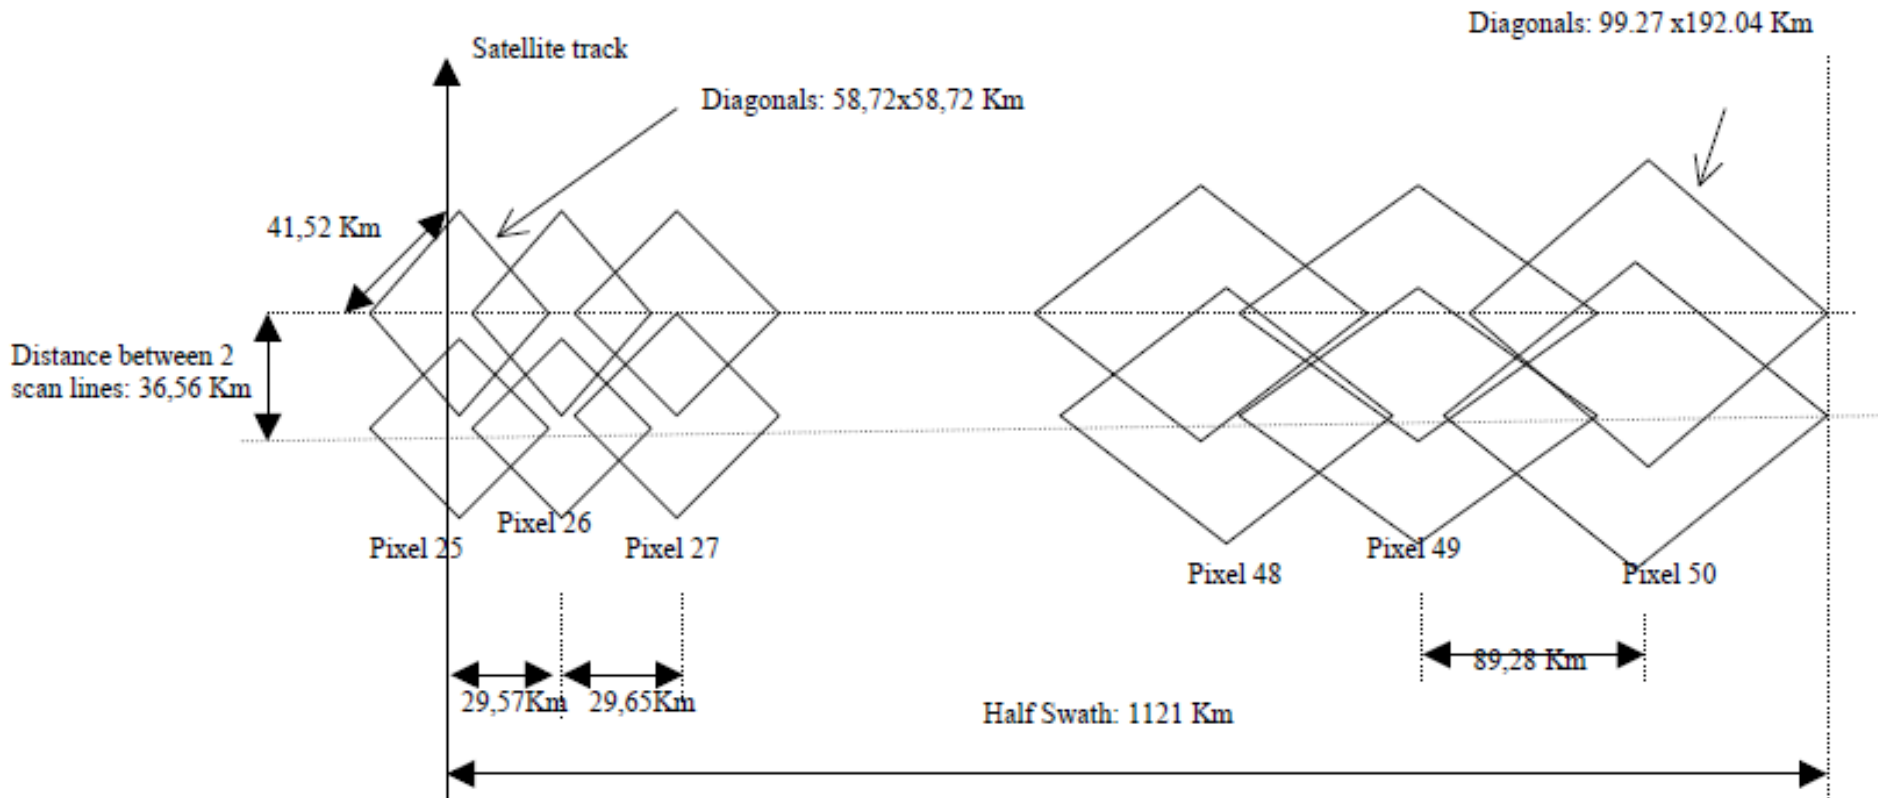 Diagonals: 99.27 x192.04 Km
Satellite track
Diagonals: 58,72x58,72 Km
41,52 Km
Distance between 2
scan lines: 36,56 Km
Pixel 26
Pixel 25
Pixel 27
Pixel 49
Pixel 48
Pixel 50
89,28 Km
29,57Km
29,65Km
Half Swath: 1121 Km